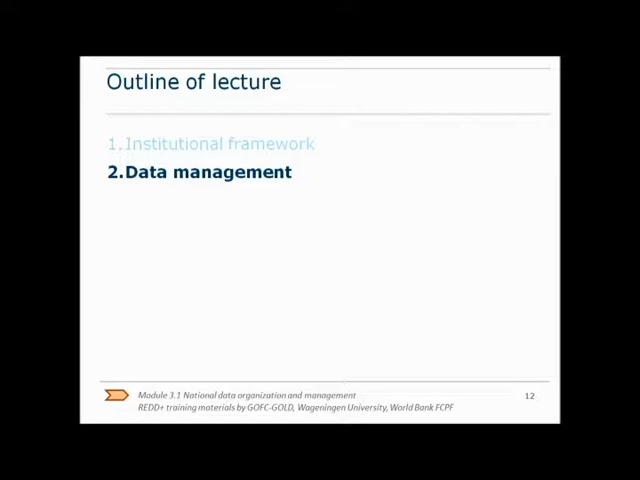 Outline of lecture
1. Institutional framework
2. Data management
Module 3.1 National data organization and management
REDD+ training materials by GOFC-GOLD, Wageningen University, World Bank FCPF
12